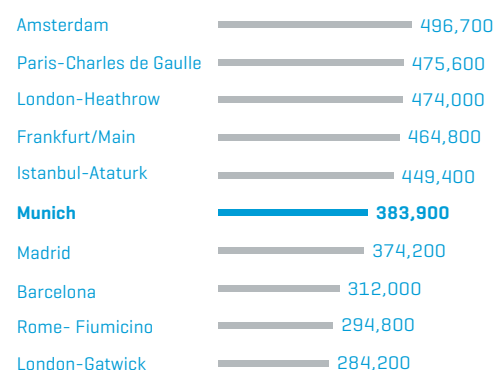 Amsterdam 496,700
Paris-Charles de Gaulle 475,600
London-Heathrow 474,000
Frankfurt/Main 464,800
Istanbul-Ataturk 449,400
Munich 383,900
Madrid 374,200
Barcelona 312,000
Rome- Fiumicino 294,800
London-Gatwick 284,200